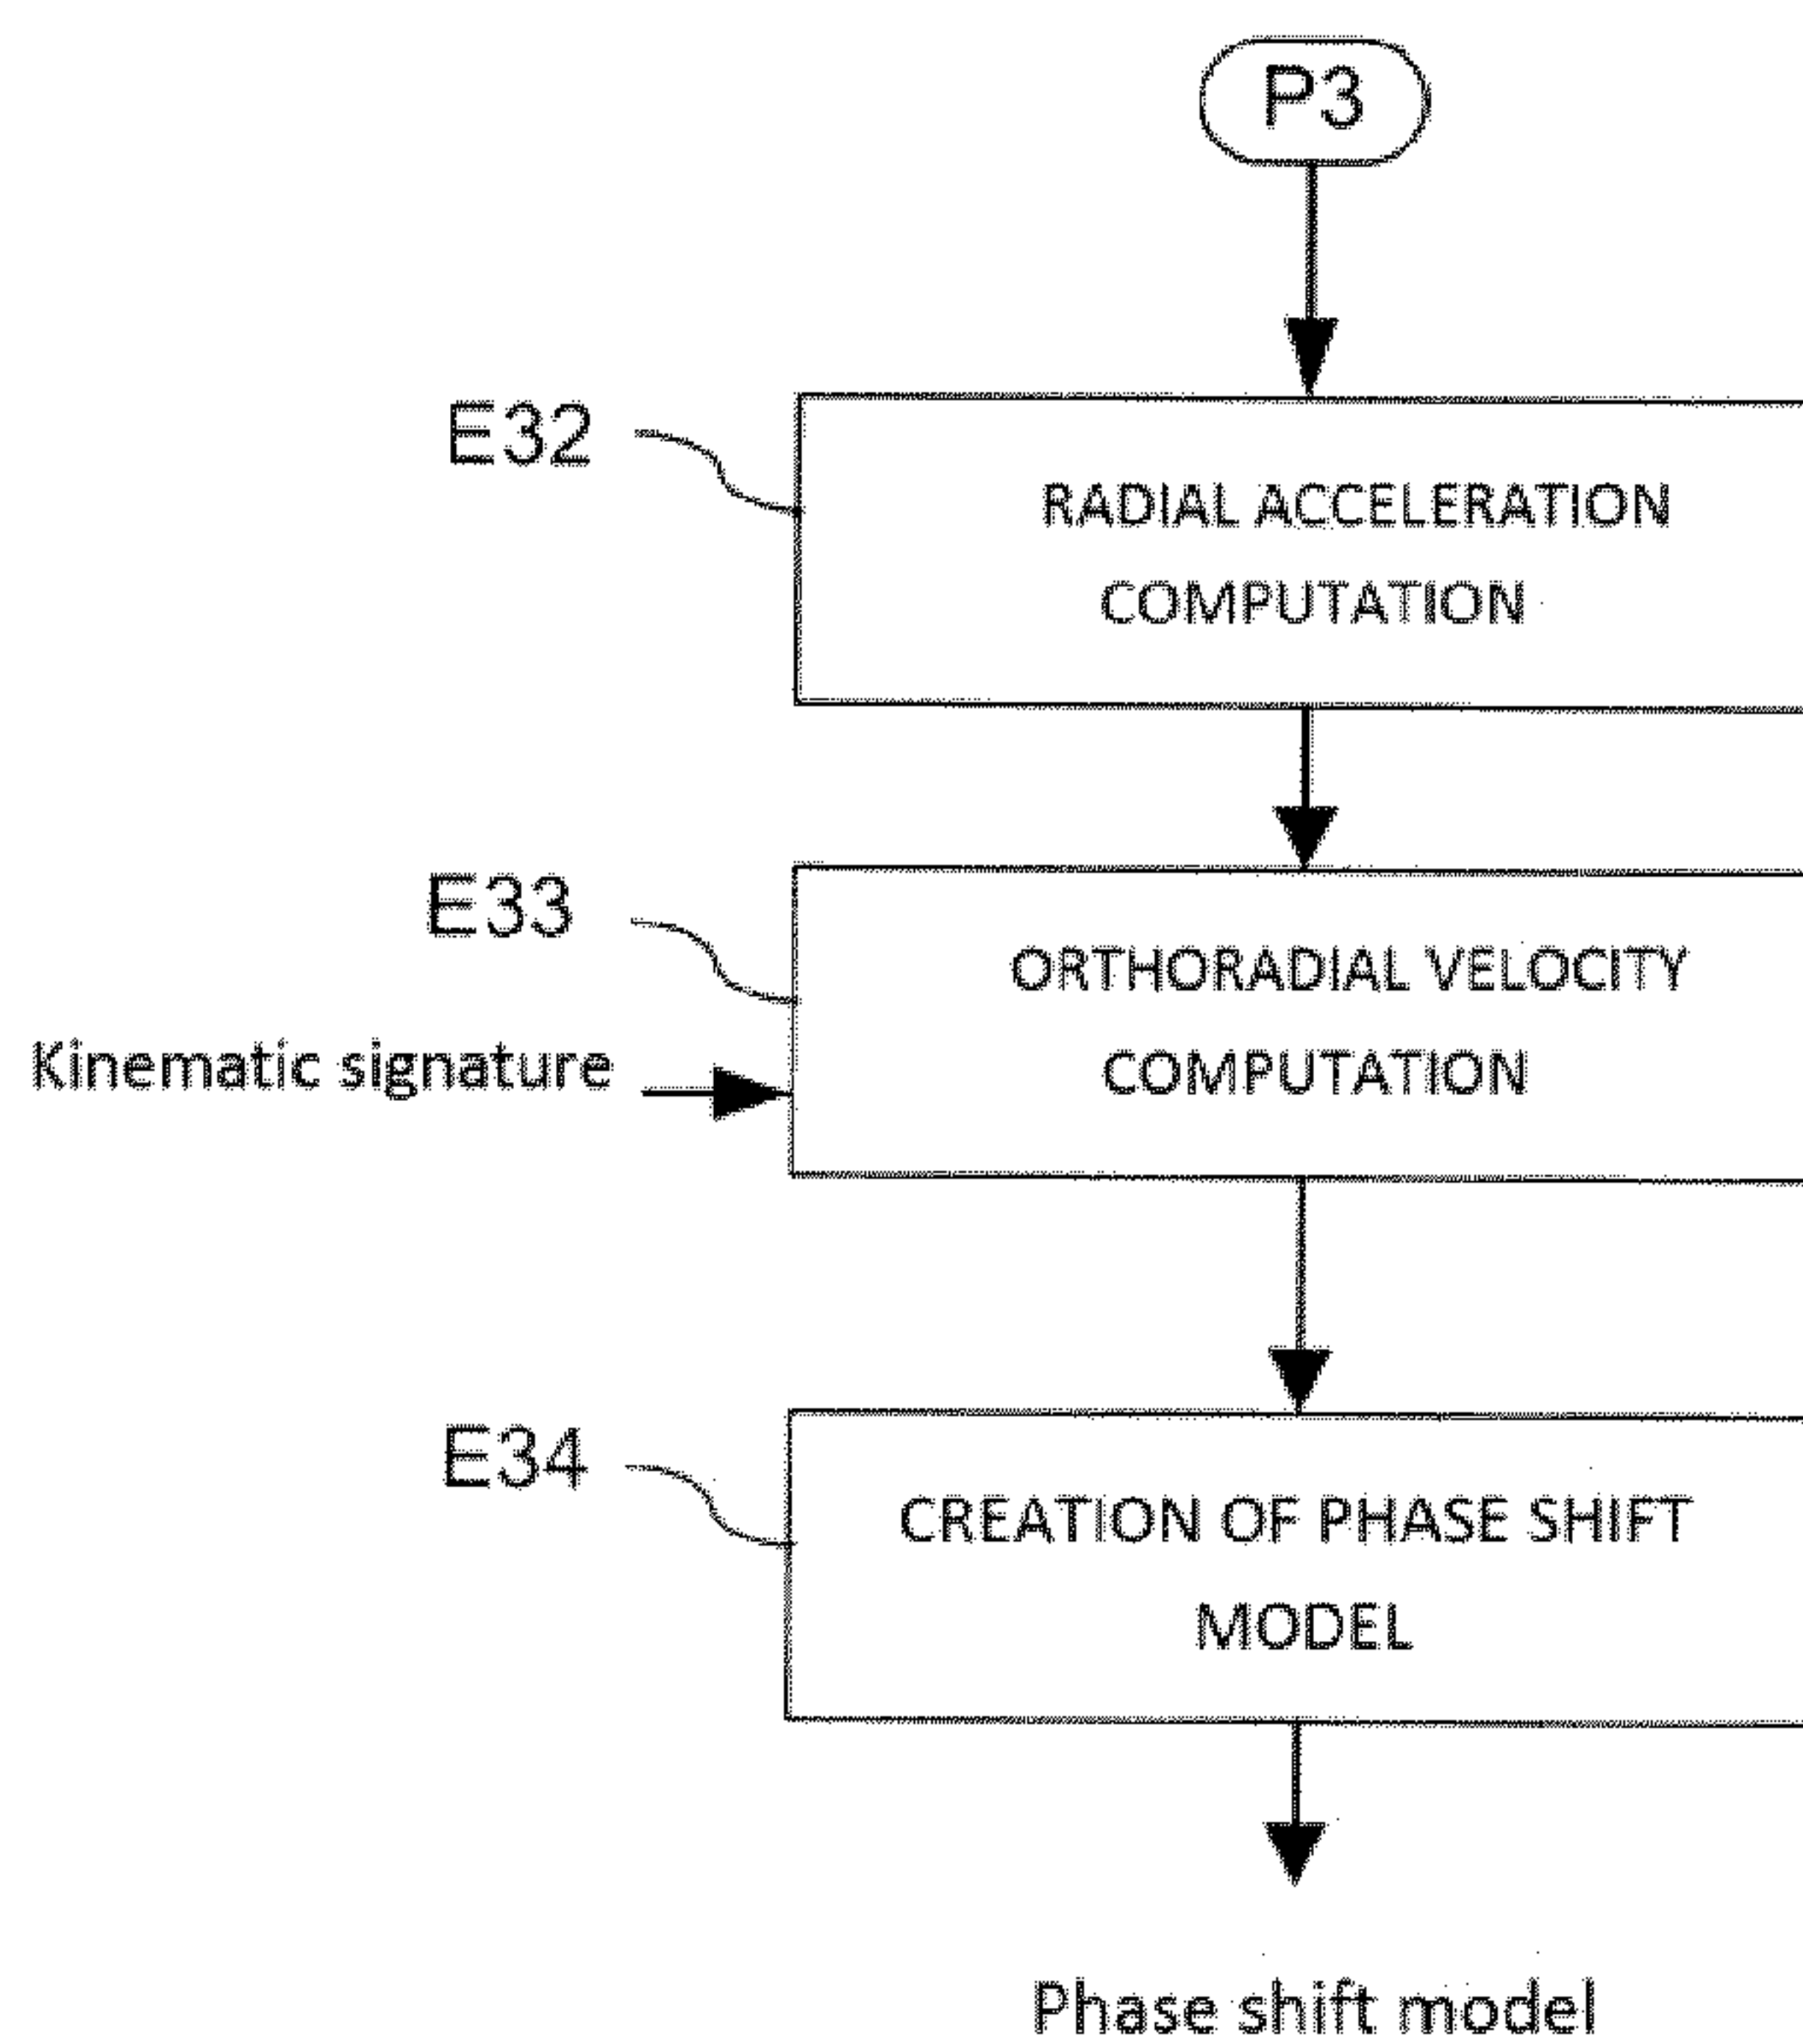 P3
E32
RADIAL ACCELERATION
COMPUTATION
E33
ORTHORADIAL VELOCITY
Kinematic signature
COMPUTATION
E34
CREATION OF PHASE SHIFT
MODEL
Phase shift model